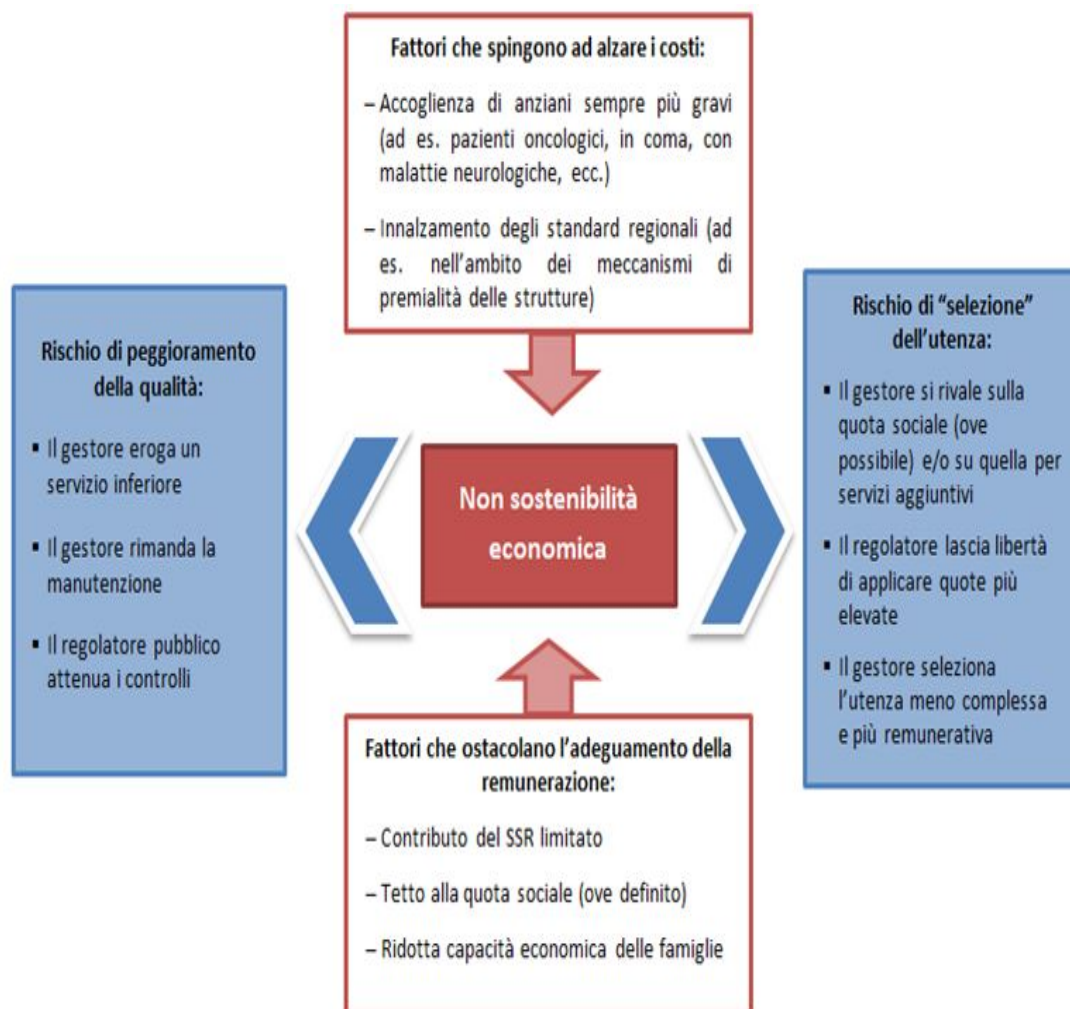 Fattori che spingono ad alzare i costi:
– Accoglienza di anziani sempre più gravi
(ad es. pazienti oncologici, in coma, con
malattie neurologiche, ecc.)
– Innalzamento degli standard regionali (ad
es. nell'ambito dei meccanismi di
premialità delle strutture)
Rischio di peggioramento
della qualità:
▪ Il gestore eroga un
servizio inferiore
▪ Il gestore rimanda la
manutenzione
▪ Il regolatore pubblico
attenua i controlli
Non sostenibilità
economica
Rischio di “selezione”
dell'utenza:
▪ Il gestore si rivale sulla
quota sociale (ove
possibile) e/o su quella per
servizi aggiuntivi
▪ Il regolatore lascia libertà
di applicare quote più
elevate
▪ Il gestore seleziona
l'utenza meno complessa
e più remunerativa
Fattori che ostacolano l'adeguamento della
remunerazione:
– Contributo del SSR limitato
– Tetto alla quota sociale (ove definito)
– Ridotta capacità economica delle famiglie